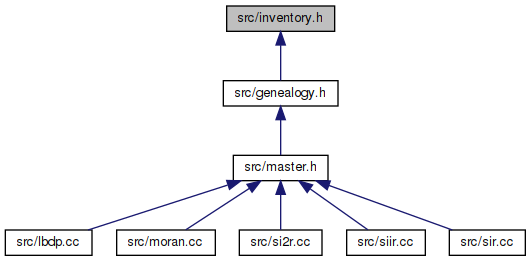 src/inventory.h
src/genealogy.h
src/master.h
src/lbdp.cc
src/moran.cc
src/si2r.cc
src/siir.cc
src/sir.cc